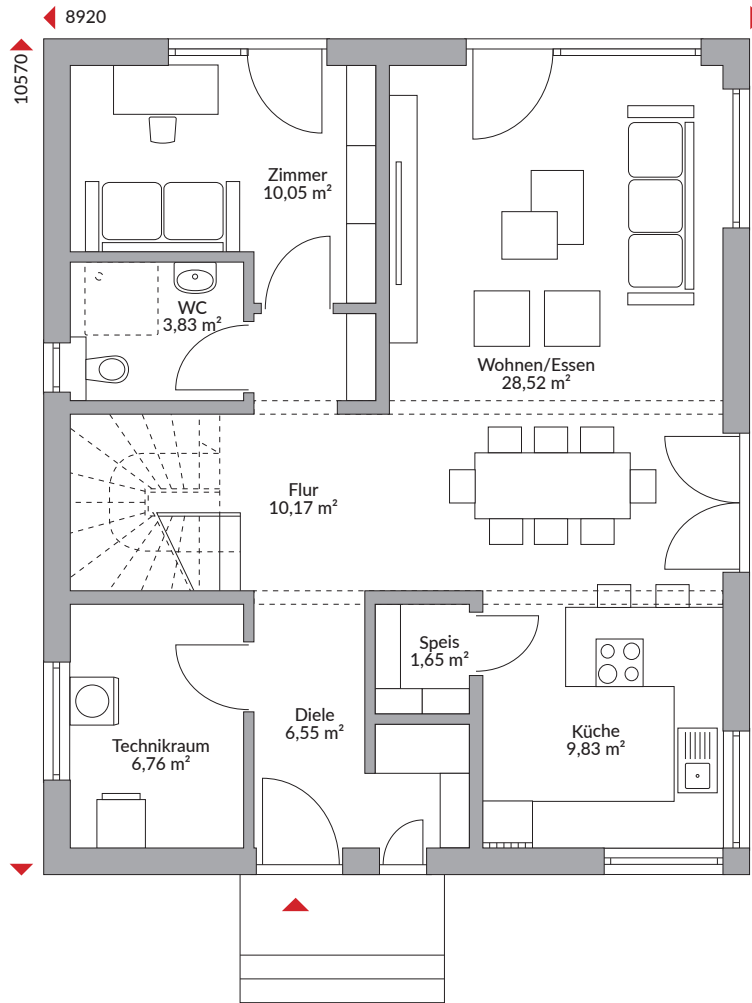 8920
10570
Zimmer
10,05 m²
WC
3,83 m²
Wohnen/Essen
28,52 m²
Flur
10,17 m²
Speis
1,65 m²
Diele
6,55 m²
Küche
9,83 m²
Technikraum
6,76 m²